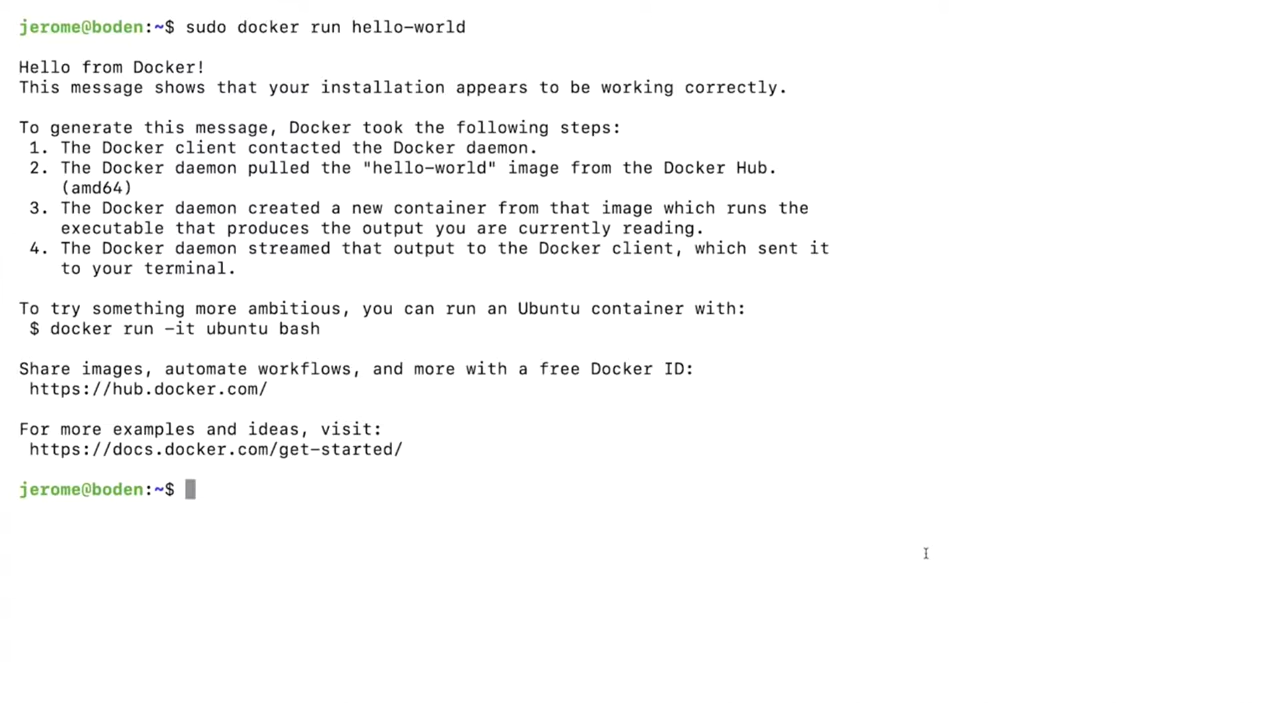 jerome@boden:~$ sudo docker run hello-world
Hello from Docker!
This message shows that your installation appears to be working correctly.
To generate this message, Docker took the following steps:
1. The Docker client contacted the Docker daemon.
2. The Docker daemon pulled the "hello-world" image from the Docker Hub.
(amd64)
3. The Docker daemon created a new container from that image which runs the
executable that produces the output you are currently reading.
4. The Docker daemon streamed that output to the Docker client, which sent it
to your terminal.
To try something more ambitious, you can run an Ubuntu container with:
$ docker run -it ubuntu bash
Share images, automate workflows, and more with a free Docker ID:
https://hub.docker.com/
For more examples and ideas, visit:
https://docs.docker.com/get-started/
jerome@boden:~$